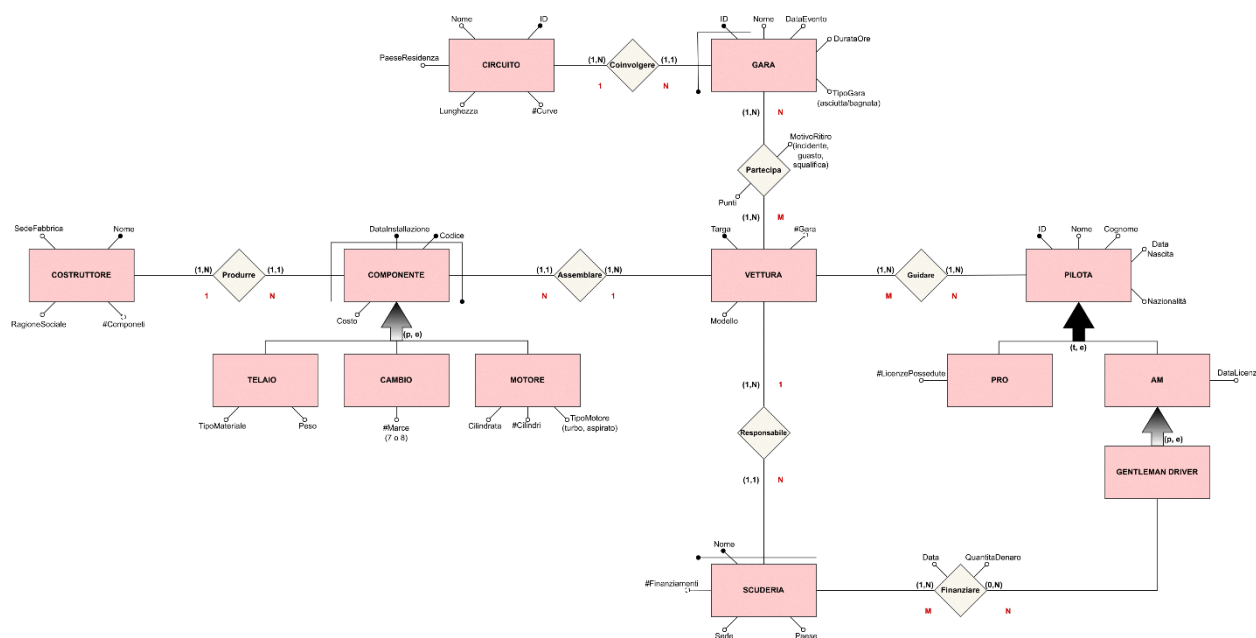 Nome
ID
PaeseResidenza
CIRCUITO
Lunghezza
#Curve
(1,N)
1
Coinvolgere
(1,1)
N
ID
Nome
DataEvento
DurataOre
GARA
TipoGara
(asciutta/bagnata)
(1,N)
N
MotivoRitiro
(incidente,
guasto,
squalifica)
Partecipa
Punti
(1,N)
M
SedeFabbrica
Nome
COSTRUTTORE
RagioneSociale
#Componeti
(1,N)
1
Produrre
(1,1)
N
DataInstallazione
Codice
COMPONENTE
Costo
(p, e)
(1,1)
N
Assemblare
(1,N)
1
Targa
#Gara
VETTURA
Modello
(1,N)
M
Guidare
(1,N)
N
ID
Nome
Cognome
Data
Nascita
PILOTA
Nazionalità
(t, e)
TELAIO
TipoMateriale
Peso
CAMBIO
#Marce
(7 o 8)
MOTORE
Cilindrata
#Cilindri
TipoMotore
(turbo, aspirato)
#LicenzePossedute
PRO
AM
DataLicenz
(p, e)
GENTLEMAN DRIVER
(1,N)
1
Responsabile
(1,1)
N
Nome
#Finanziamenti
SCUDERIA
Sede
Paese
(1,N)
M
Data
QuantitaDenaro
Finanziare
(0,N)
N